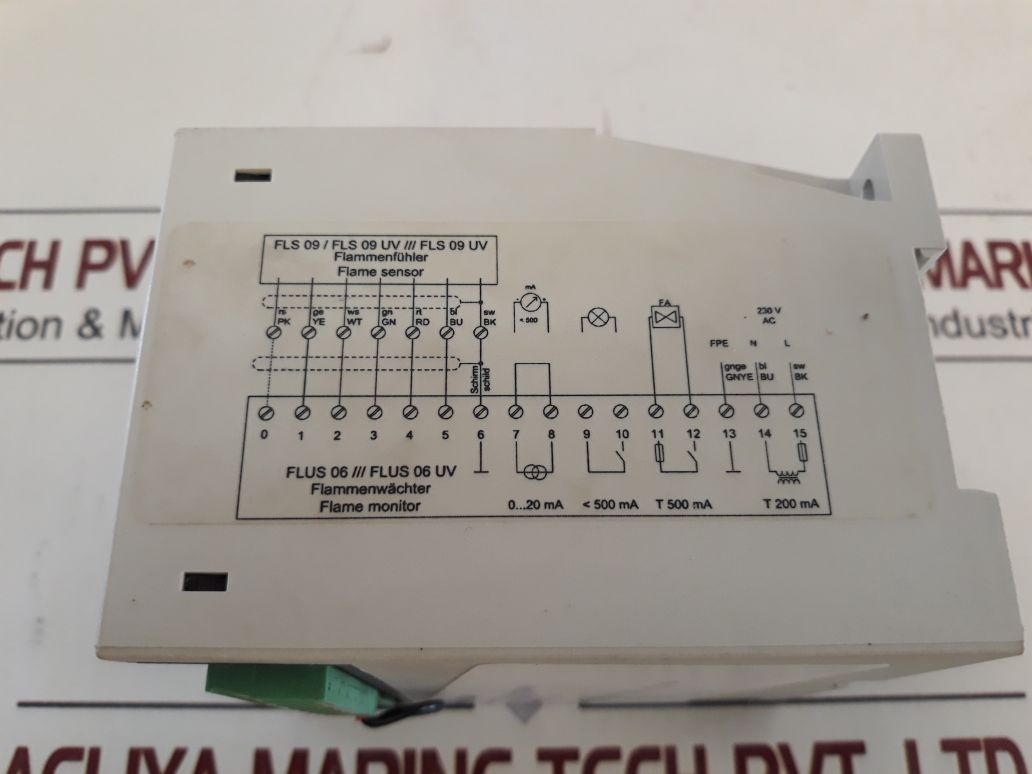 FLS 09 / FLS 09 UV /// FLS 09 UV
Flammenfühler
Flame sensor
rs ge ws gn rt bl sw
PK YE WT GN RD BU BK
mA
+
< 500
FA
230 V
AC
FPE N L
gnge bl sw
GNYE BU BK
Schirm
schild
0 1 2 3 4 5 6 7 8 9 10 11 12 13 14 15
FLUS 06 /// FLUS 06 UV
Flammenwächter
Flame monitor
0...20 mA < 500 mA T 500 mA T 200 mA
CH PV
MARI
tion & M
ndustri
MARINE TECH PVT. LTD